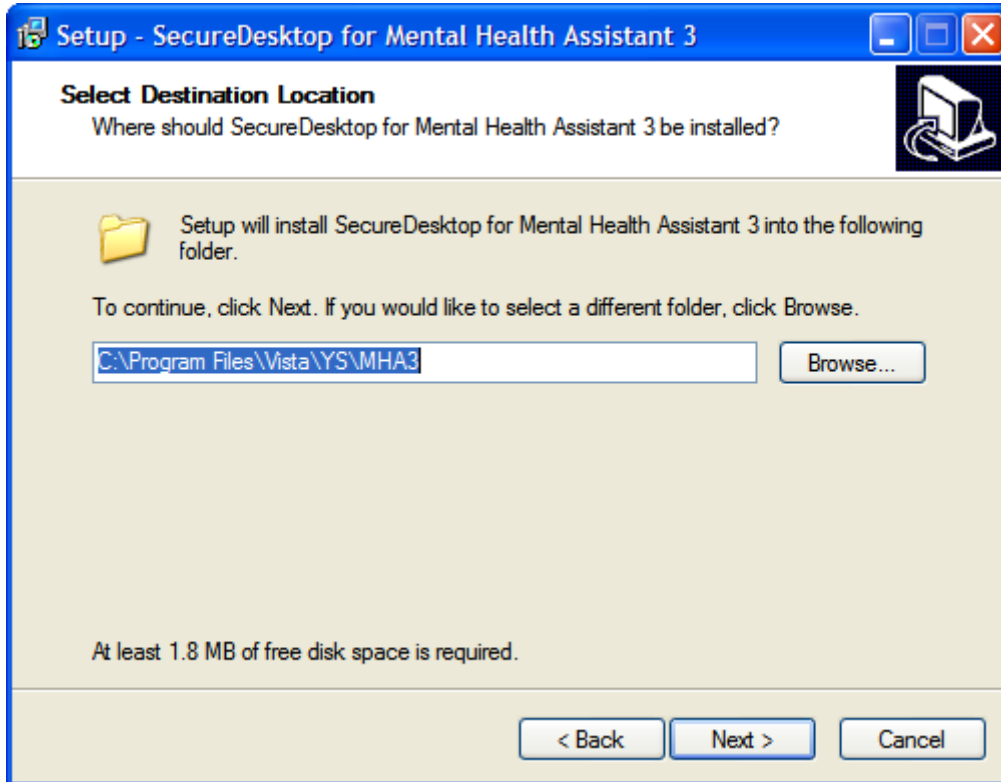 Setup - SecureDesktop for Mental Health Assistant 3
Select Destination Location
Where should SecureDesktop for Mental Health Assistant 3 be installed?
Setup will install SecureDesktop for Mental Health Assistant 3 into the following
folder.
To continue, click Next. If you would like to select a different folder, click Browse.
C:\Program Files\Vista\YS\MHA3
Browse...
At least 1.8 MB of free disk space is required.
< Back
Next >
Cancel